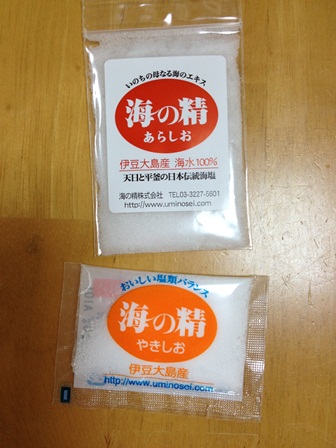 いのちの母なる海のエキス
海の精
あらしお
伊豆大島産 海水100%
天日と平釜の日本伝統海塩
海の精株式会社 TEL03-3227-5601
http://www.uminosei.com
おいしい塩類バランス
海の精
やきしお
伊豆大島産
http://www.uminosei.com